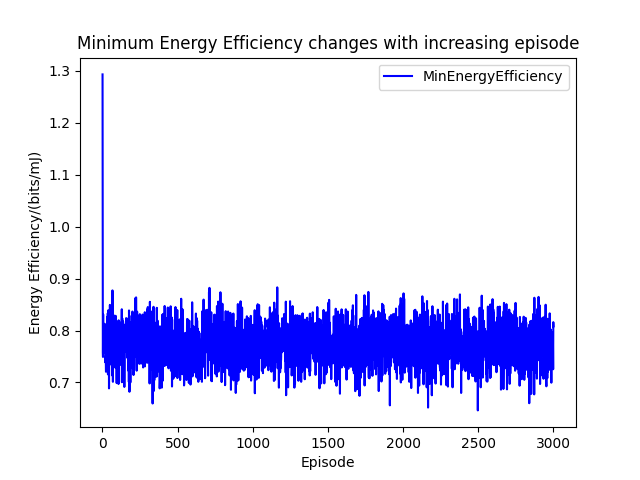 Minimum Energy Efficiency changes with increasing episode
MinEnergyEfficiency
1.3
1.2
1.1
1.0
0.9
0.8
0.7
Energy Efficiency/(bits/mJ)
0 500 1000 1500 2000 2500 3000
Episode